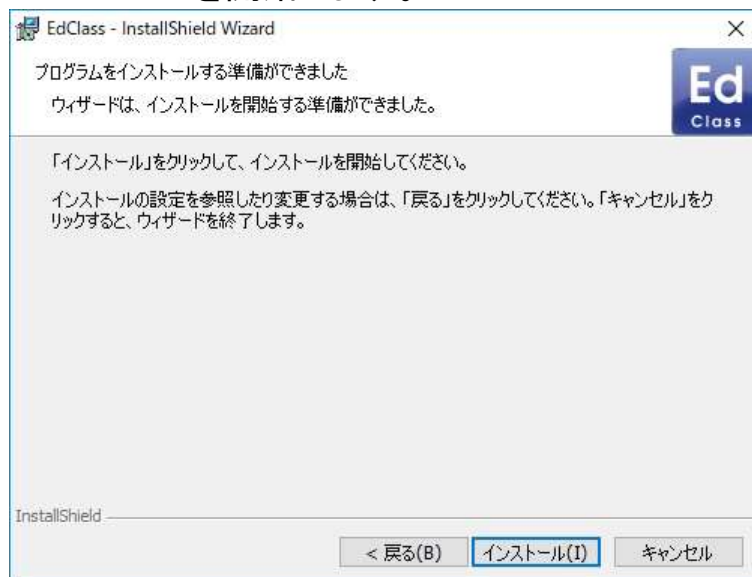 EdClass - InstallShield Wizard
プログラムをインストールする準備ができました
ウィザードは、インストールを開始する準備ができました。
Ed
Class
「インストール」をクリックして、インストールを開始してください。
インストールの設定を参照したり変更する場合は、「戻る」をクリックしてください。「キャンセル」をク
リックすると、ウィザードを終了します。
InstallShield
< 戻る(B)
インストール(I)
キャンセル